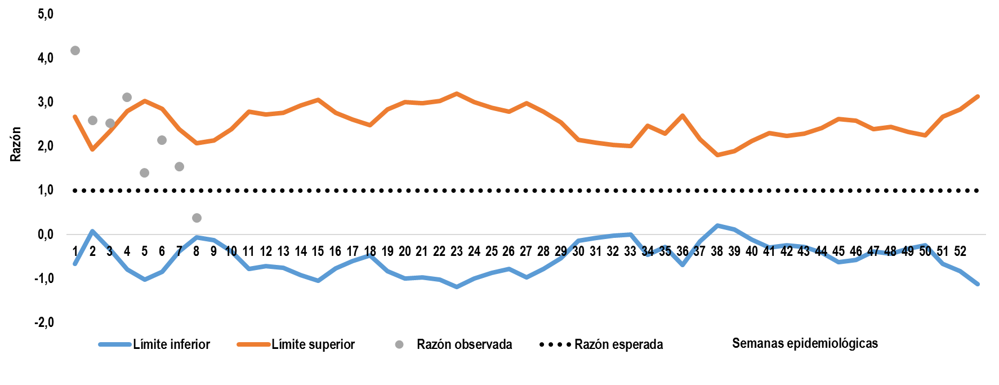 5,0
4,0
3,0
2,0
1,0
0,0
-1,0
-2,0
Razón
1 2 3 4 5 6 7 8 9 10 11 12 13 14 15 16 17 18 19 20 21 22 23 24 25 26 27 28 29 30 31 32 33 34 35 36 37 38 39 40 41 42 43 44 45 46 47 48 49 50 51 52
Límite inferior Límite superior Razón observada Razón esperada Semanas epidemiológicas